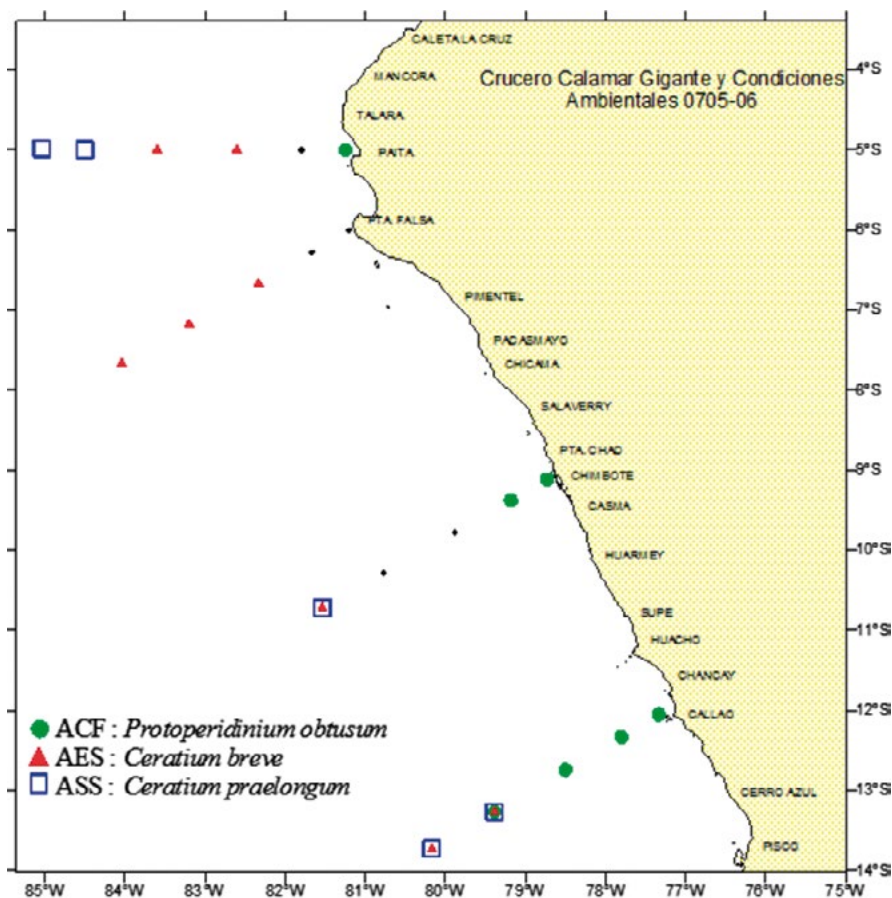 CALETA LA CRUZ
4°S
Crucero Calamar Gigante y Condiciones
MANCORA
Ambientales 0705-06
TALARA
5°S
PAITA
PTA. FALSA
6°S
PIMENTEL
7°S
PACASMAYO
CHICAMA
8°S
SALAVERRY
PTA. CHAO
9°S
CHIMBOTE
CASMA
10°S
HUARMEY
SUPE
11°S
HUACHO
CHANCAY
ACF : Protoperidinium obtusum
CALLAO
12°S
AES : Ceratium breve
ASS : Ceratium praelongum
CERRO AZUL
13°S
PISCO
14°S
85°W 84°W 83°W 82°W 81°W 80°W 79°W 78°W 77°W 76°W 75°W